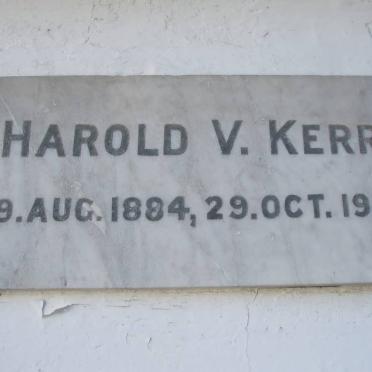 HAROLD V. KERR
9.AUG.1884, 29.OCT.19